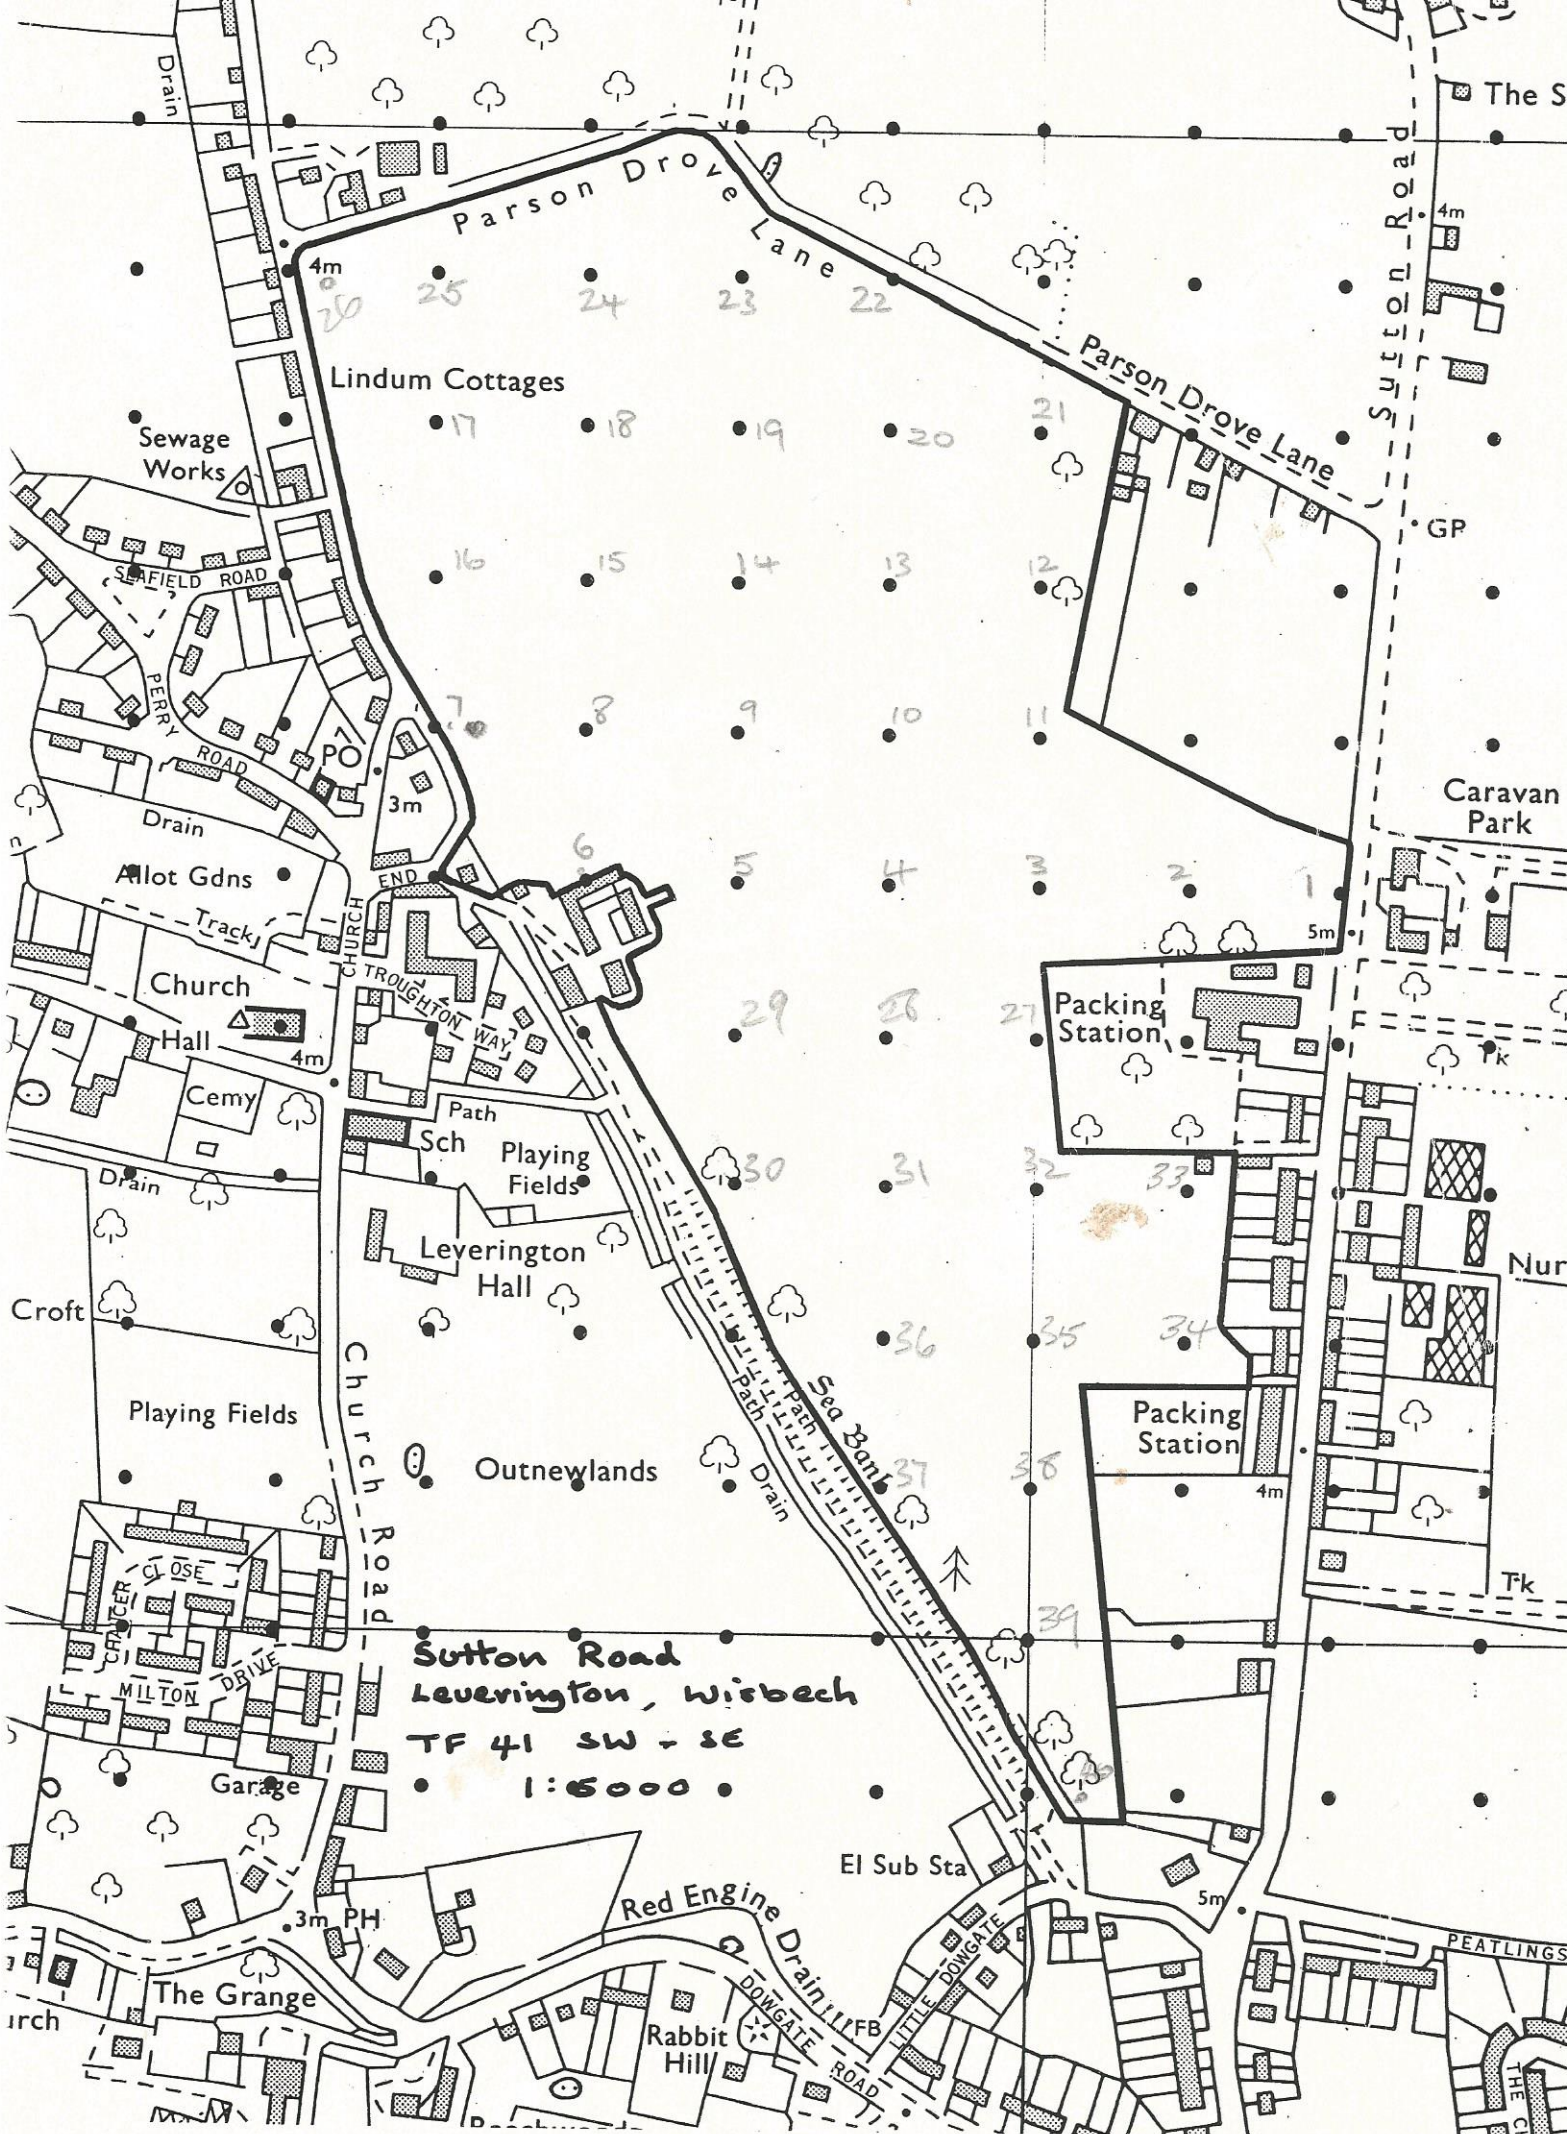 Drain
The S
Parson Drove Lane
Sutton Road
4m
4m
26
25
24
23
22
Lindum Cottages
Parson Drove Lane
17
18
19
20
21
Sewage
Works
GP
SEAFIELD ROAD
16
15
14
13
12
PERRY ROAD
PO
7
8
9
10
11
3m
Caravan
Park
Drain
Allot Gdns
END
6
5
4
3
2
1
5m
Track
CHURCH
TROUGHTON WAY
Church
Hall
4m
29
28
27
Packing
Station
Tk
Cemy
Path
Sch
Playing
Fields
Drain
30
31
32
33
Leverington
Hall
Nur
Croft
36
35
34
Church Road
Path
Path
Sea Bank
Playing Fields
Packing
Station
Outnewlands
Drain
37
38
4m
CLOSE
CHAUCER
Tk
39
MILTON DRIVE
Sutton Road
Leverington, Wisbech
TF 41 SW - SE
1:5000
Garage
40
El Sub Sta
5m
3m PH
Red Engine Drain
PEATLINGS
The Grange
LITTLE DOWGATE
DOWGATE ROAD
FB
urch
Rabbit
Hill
THE C